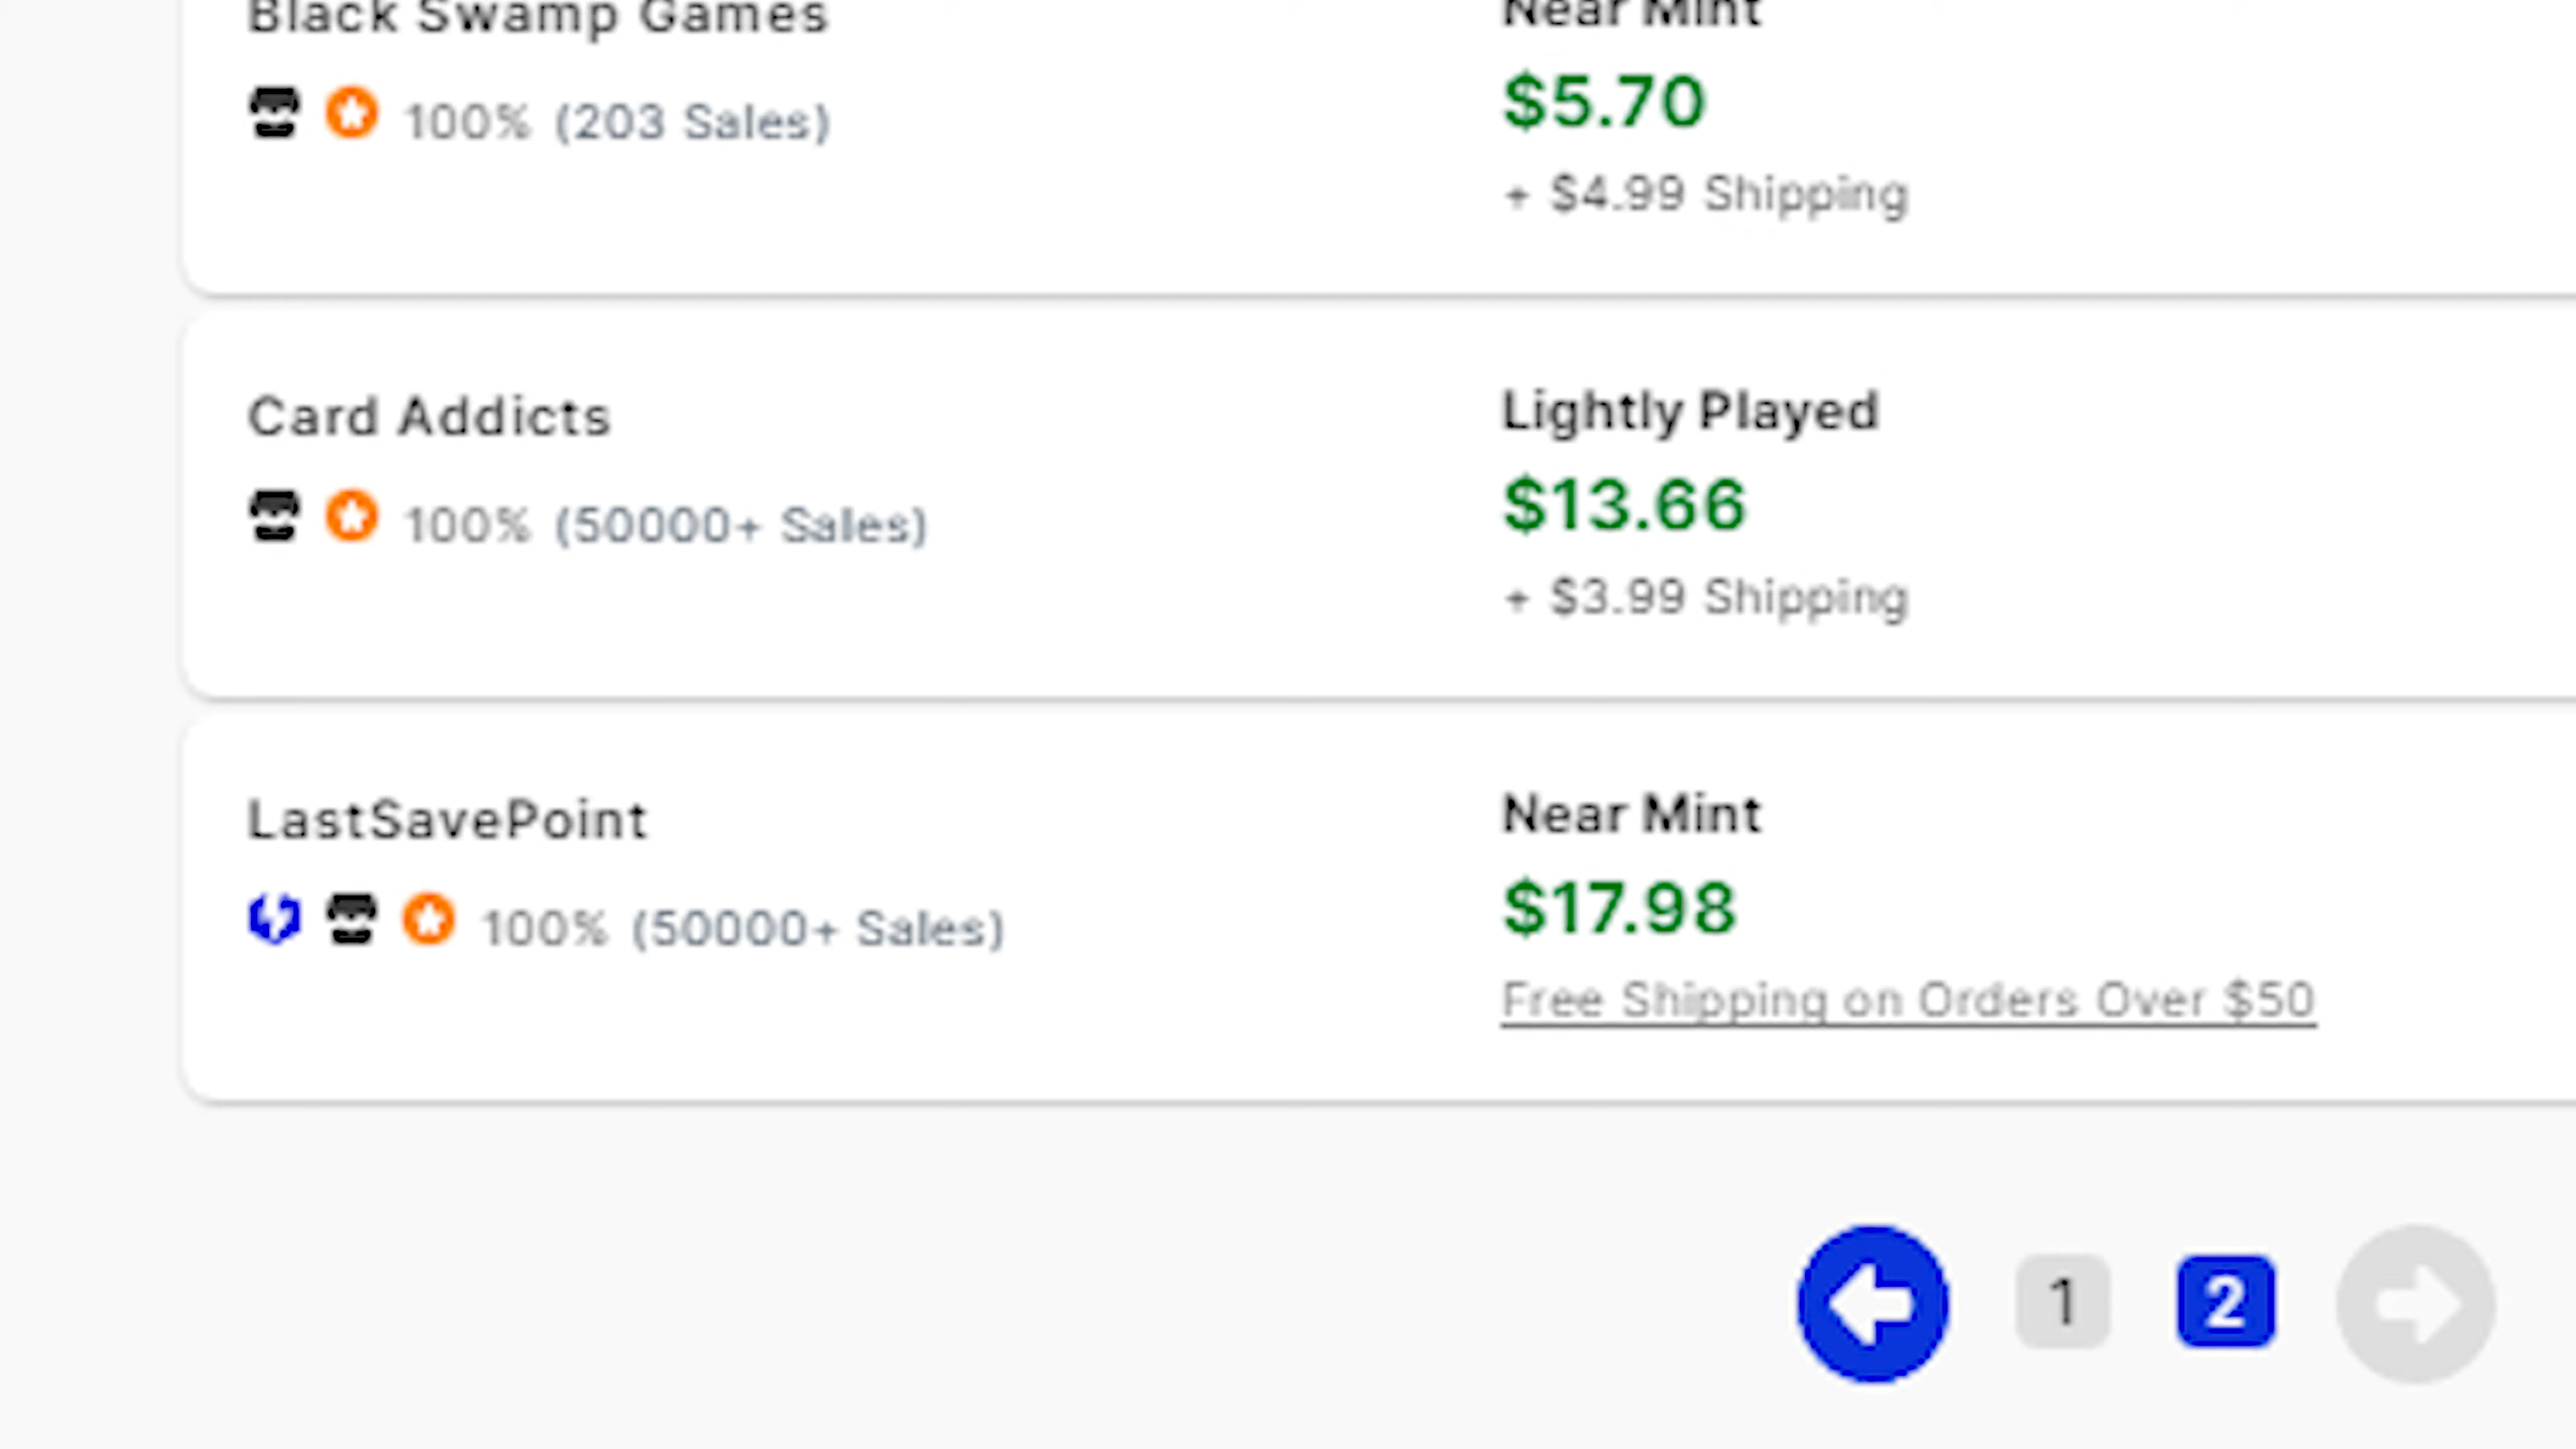 Black Swamp Games
Near Mint
100% (203 Sales)
$5.70
+ $4.99 Shipping
Card Addicts
Lightly Played
100% (50000+ Sales)
$13.66
+ $3.99 Shipping
LastSavePoint
Near Mint
100% (50000+ Sales)
$17.98
Free Shipping on Orders Over $50
1 2